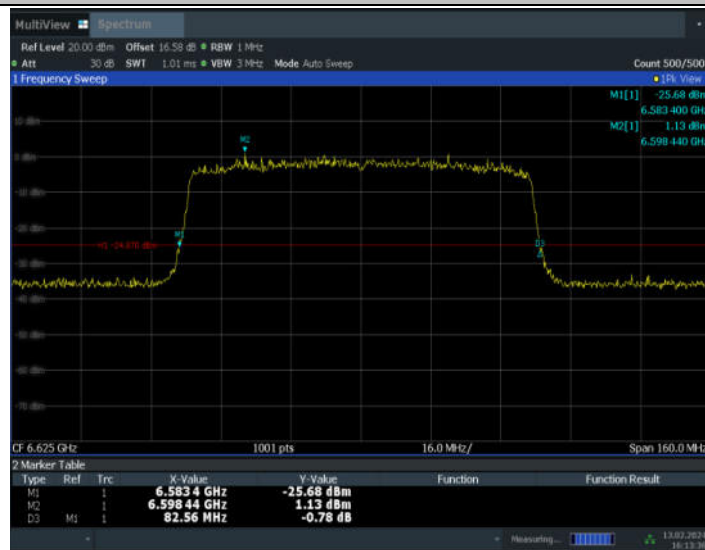 MultiView Spectrum
Ref Level 20.00 dBm Offset 16.58 dB RBW 1 MHz
Att 30 dB SWT 1.01 ms VBW 3 MHz Mode Auto Sweep Count 500/500
1 Frequency Sweep 1Pk View
M1[1] -25.68 dBm
6.583 400 GHz
10 dBm M2[1] 1.13 dBm
M2 6.598 440 GHz
0 dBm
-10 dBm
-20 dBm
M1
H1 -24.870 dBm D3
-30 dBm
-40 dBm
-50 dBm
-60 dBm
-70 dBm
CF 6.625 GHz 1001 pts 16.0 MHz/ Span 160.0 MHz
2 Marker Table
Type Ref Trc X-Value Y-Value Function Function Result
M1 1 6.583 4 GHz -25.68 dBm
M2 1 6.598 44 GHz 1.13 dBm
D3 M1 1 82.56 MHz -0.78 dB
Measuring... 13.02.2024
16:13:38